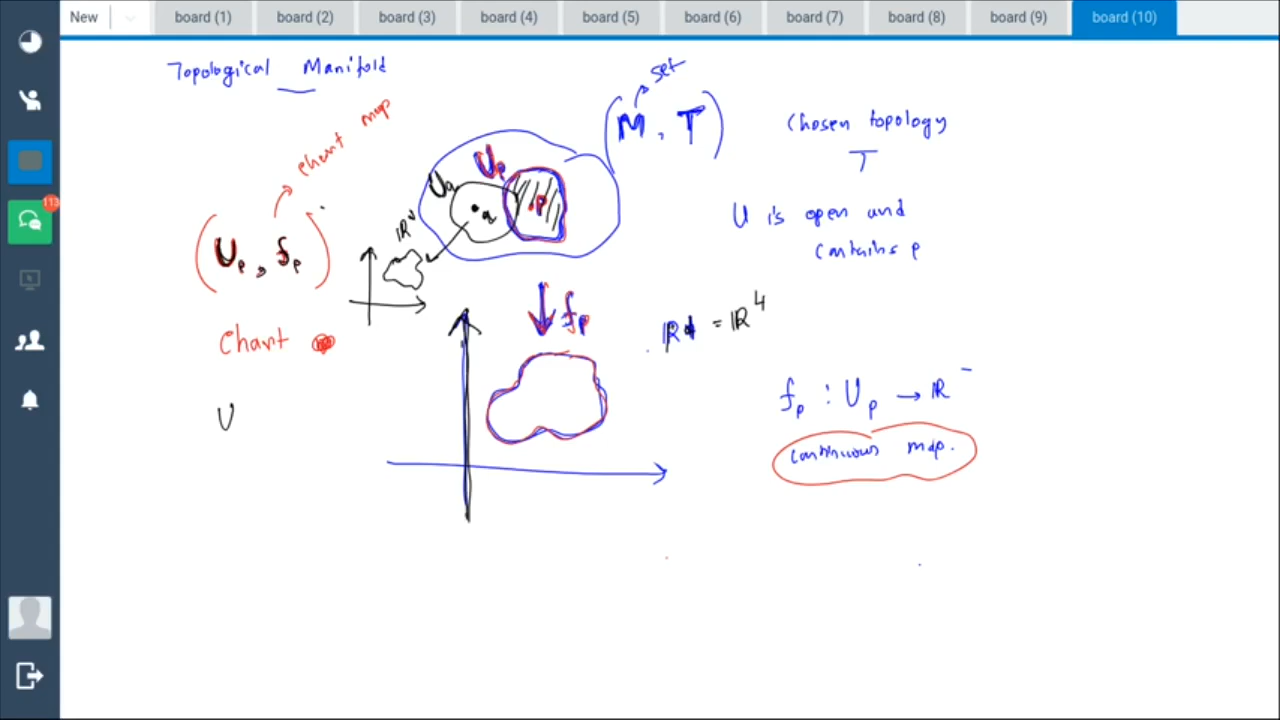 New
board (1)
board (2)
board (3)
board (4)
board (5)
board (6)
board (7)
board (8)
board (9)
board (10)
113
Topological Manifold
set
(M, T)
Chosen topology
T
U is open and
contains p
chart map
(Up, fp)
Chart
U
Up
p
Uq
q
fp
= ℝ⁴
fp : Up → ℝ
continuous map.